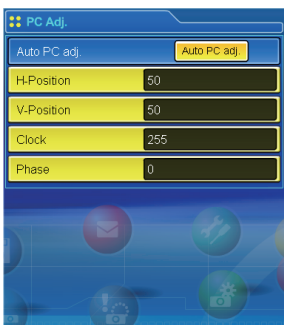 PC Adj.
Auto PC adj. Auto PC adj.
H-Position 50
V-Position 50
Clock 255
Phase 0